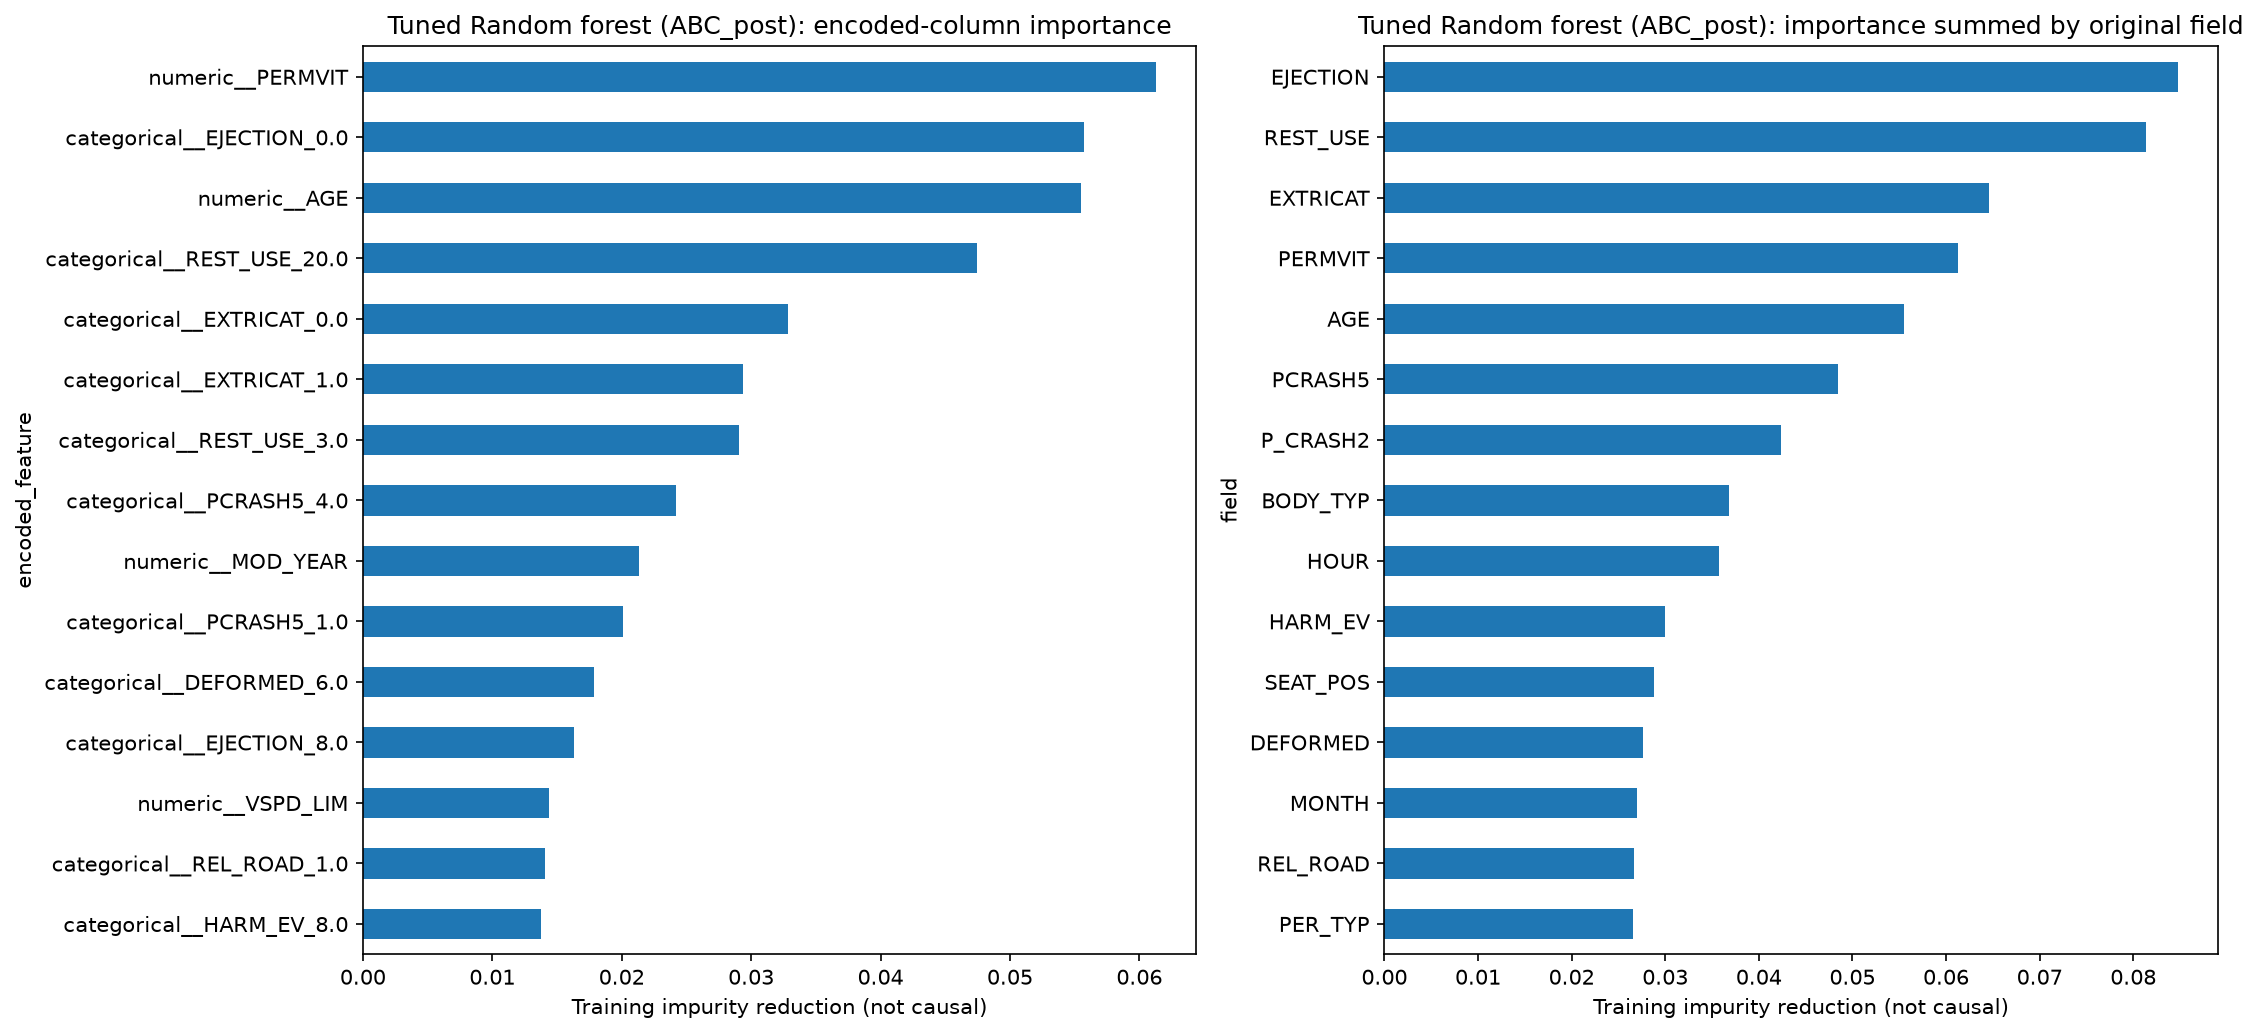 Tuned Random forest (ABC_post): encoded-column importance
encoded_feature
numeric__PERMVIT
categorical__EJECTION_0.0
numeric__AGE
categorical__REST_USE_20.0
categorical__EXTRICAT_0.0
categorical__EXTRICAT_1.0
categorical__REST_USE_3.0
categorical__PCRASH5_4.0
numeric__MOD_YEAR
categorical__PCRASH5_1.0
categorical__DEFORMED_6.0
categorical__EJECTION_8.0
numeric__VSPD_LIM
categorical__REL_ROAD_1.0
categorical__HARM_EV_8.0
0.00 0.01 0.02 0.03 0.04 0.05 0.06
Training impurity reduction (not causal)
Tuned Random forest (ABC_post): importance summed by original field
field
EJECTION
REST_USE
EXTRICAT
PERMVIT
AGE
PCRASH5
P_CRASH2
BODY_TYP
HOUR
HARM_EV
SEAT_POS
DEFORMED
MONTH
REL_ROAD
PER_TYP
0.00 0.01 0.02 0.03 0.04 0.05 0.06 0.07 0.08
Training impurity reduction (not causal)